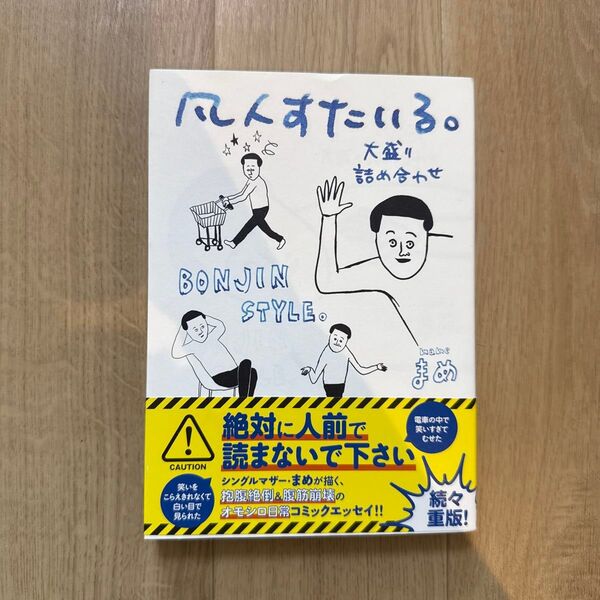 凡人すたいる。
大盛り
詰め合わせ
BONJIN
STYLE。
mame
まめ
CAUTION
絶対に人前で
読まないで下さい
シングルマザー・まめが描く、
抱腹絶倒&腹筋崩壊の
オモシロ日常コミックエッセイ!!
電車の中で
笑いすぎて
むせた
笑いを
こらえきれなくて
白い目で
見られた
続々
重版!